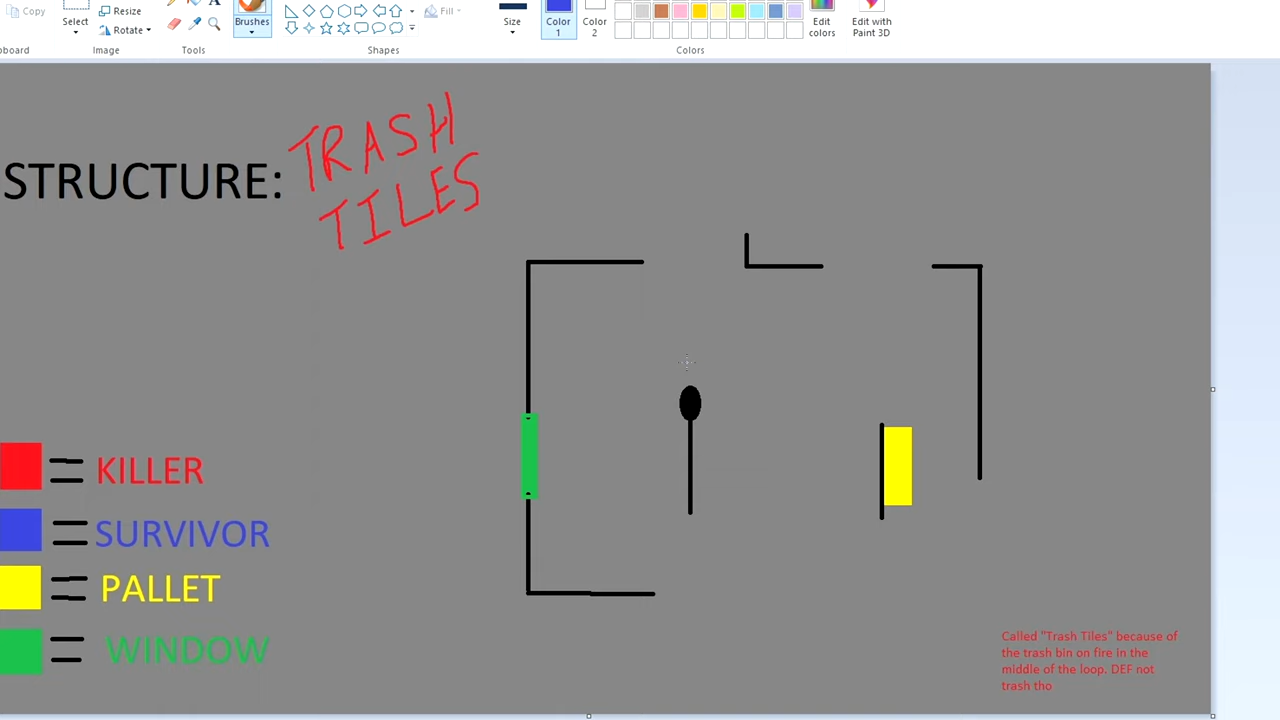 Copy
Resize
Rotate
Select
Brushes
Fill
Size
Color
1
Color
2
Edit
colors
Edit with
Paint 3D
board
Image
Tools
Shapes
Colors
STRUCTURE:
TRASH
TILES
= KILLER
= SURVIVOR
= PALLET
= WINDOW
Called "Trash Tiles" because of
the trash bin on fire in the
middle of the loop. DEF not
trash tho